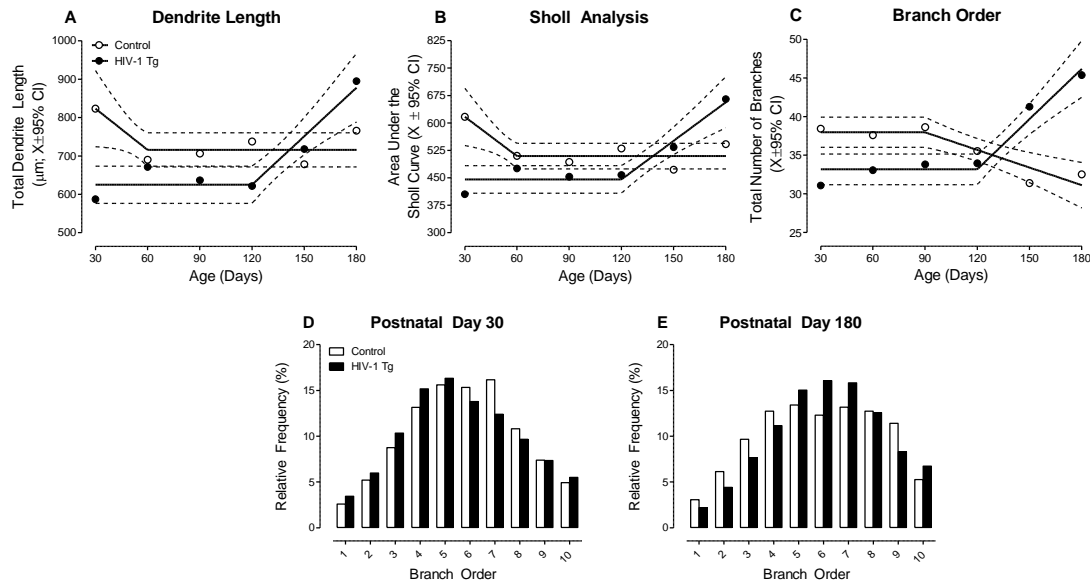 A Dendrite Length
Total Dendrite Length
(μm; X±95% CI)
1000
900
800
700
600
500
Control
HIV-1 Tg
30 60 90 120 150 180
Age (Days)
B Sholl Analysis
Area Under the
Sholl Curve (X ± 95% CI)
825
750
675
600
525
450
375
300
30 60 90 120 150 180
Age (Days)
C Branch Order
Total Number of Branches
(X±95% CI)
50
45
40
35
30
25
30 60 90 120 150 180
Age (Days)
D Postnatal Day 30
Relative Frequency (%)
20
15
10
5
0
Control
HIV-1 Tg
1 2 3 4 5 6 7 8 9 10
Branch Order
E Postnatal Day 180
Relative Frequency (%)
20
15
10
5
0
1 2 3 4 5 6 7 8 9 10
Branch Order